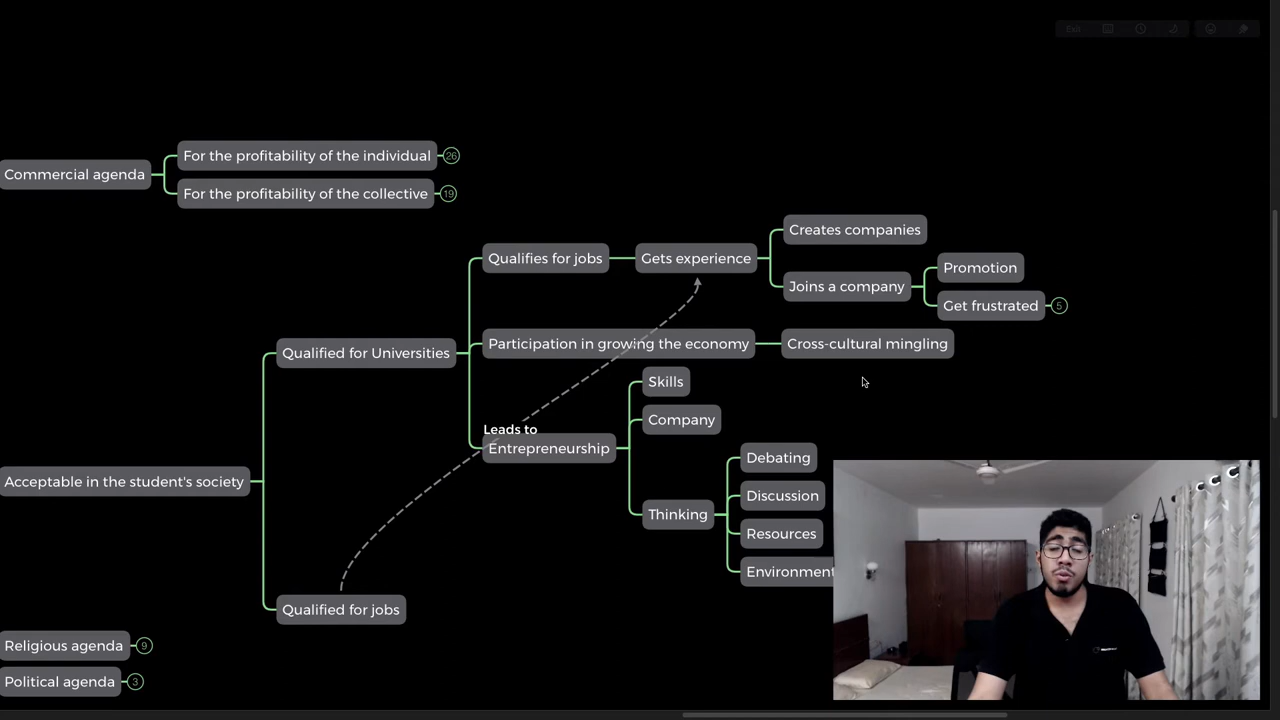 Exit
For the profitability of the individual
26
Commercial agenda
For the profitability of the collective
19
Creates companies
Qualifies for jobs
Gets experience
Promotion
Joins a company
Get frustrated
5
Qualified for Universities
Participation in growing the economy
Cross-cultural mingling
Skills
Company
Leads to
Entrepreneurship
Debating
Acceptable in the student's society
Discussion
Thinking
Resources
Environment
Qualified for jobs
Religious agenda
9
Political agenda
3